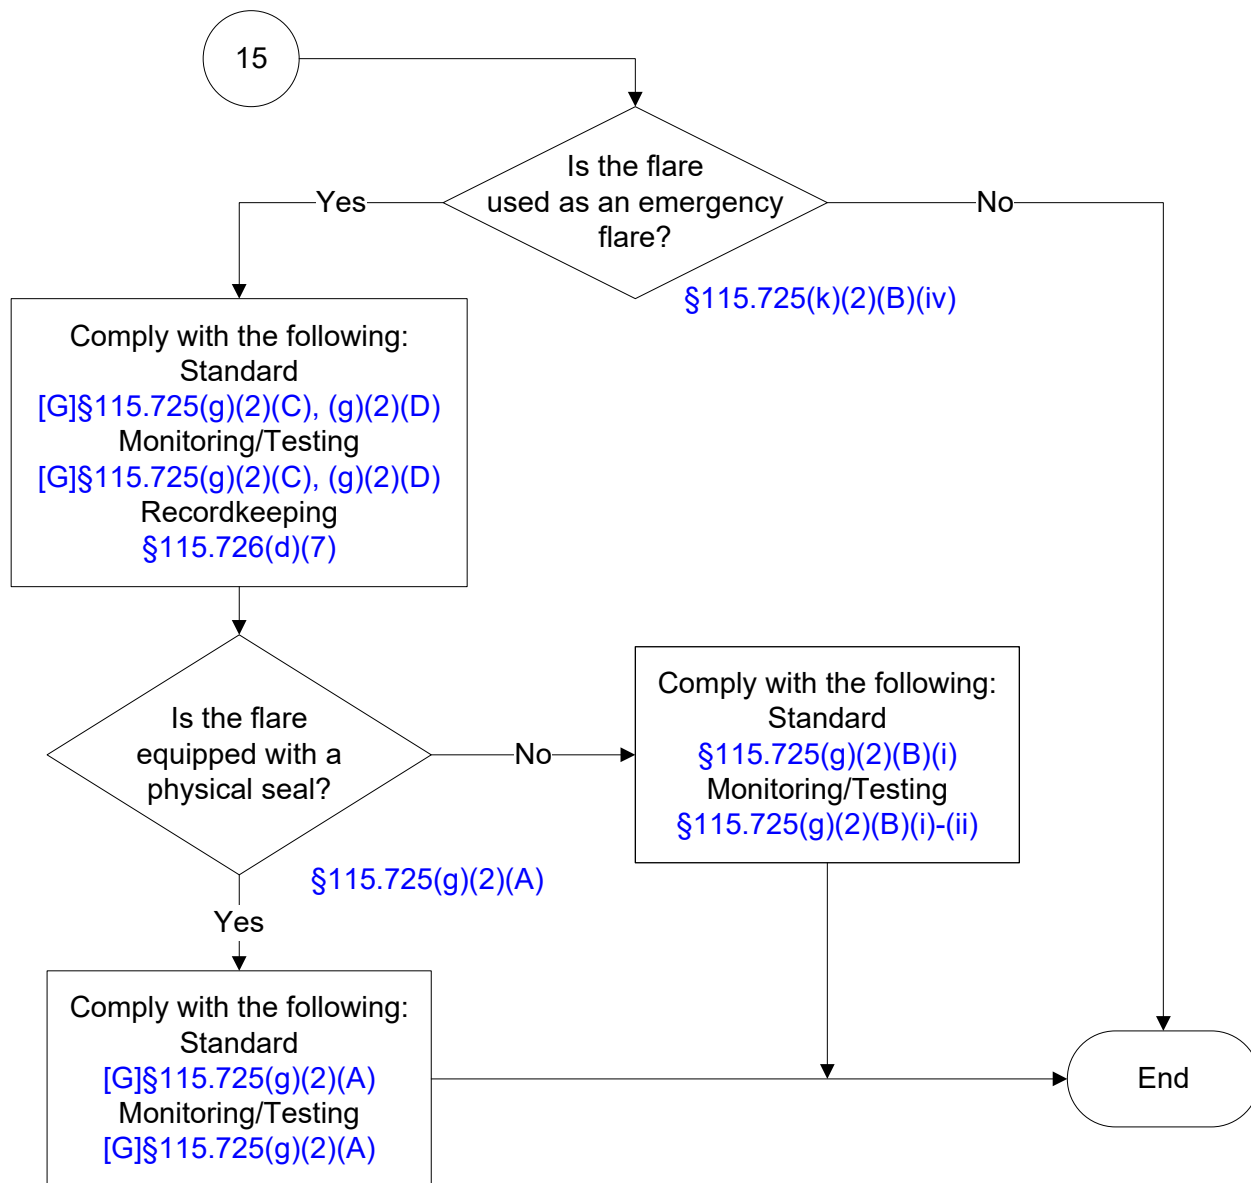 15
Is the flare
used as an emergency
flare?
Yes
No
§115.725(k)(2)(B)(iv)
Comply with the following:
Standard
[G]§115.725(g)(2)(C), (g)(2)(D)
Monitoring/Testing
[G]§115.725(g)(2)(C), (g)(2)(D)
Recordkeeping
§115.726(d)(7)
Is the flare
equipped with a
physical seal?
No
Comply with the following:
Standard
§115.725(g)(2)(B)(i)
Monitoring/Testing
§115.725(g)(2)(B)(i)-(ii)
§115.725(g)(2)(A)
Yes
Comply with the following:
Standard
[G]§115.725(g)(2)(A)
Monitoring/Testing
[G]§115.725(g)(2)(A)
End